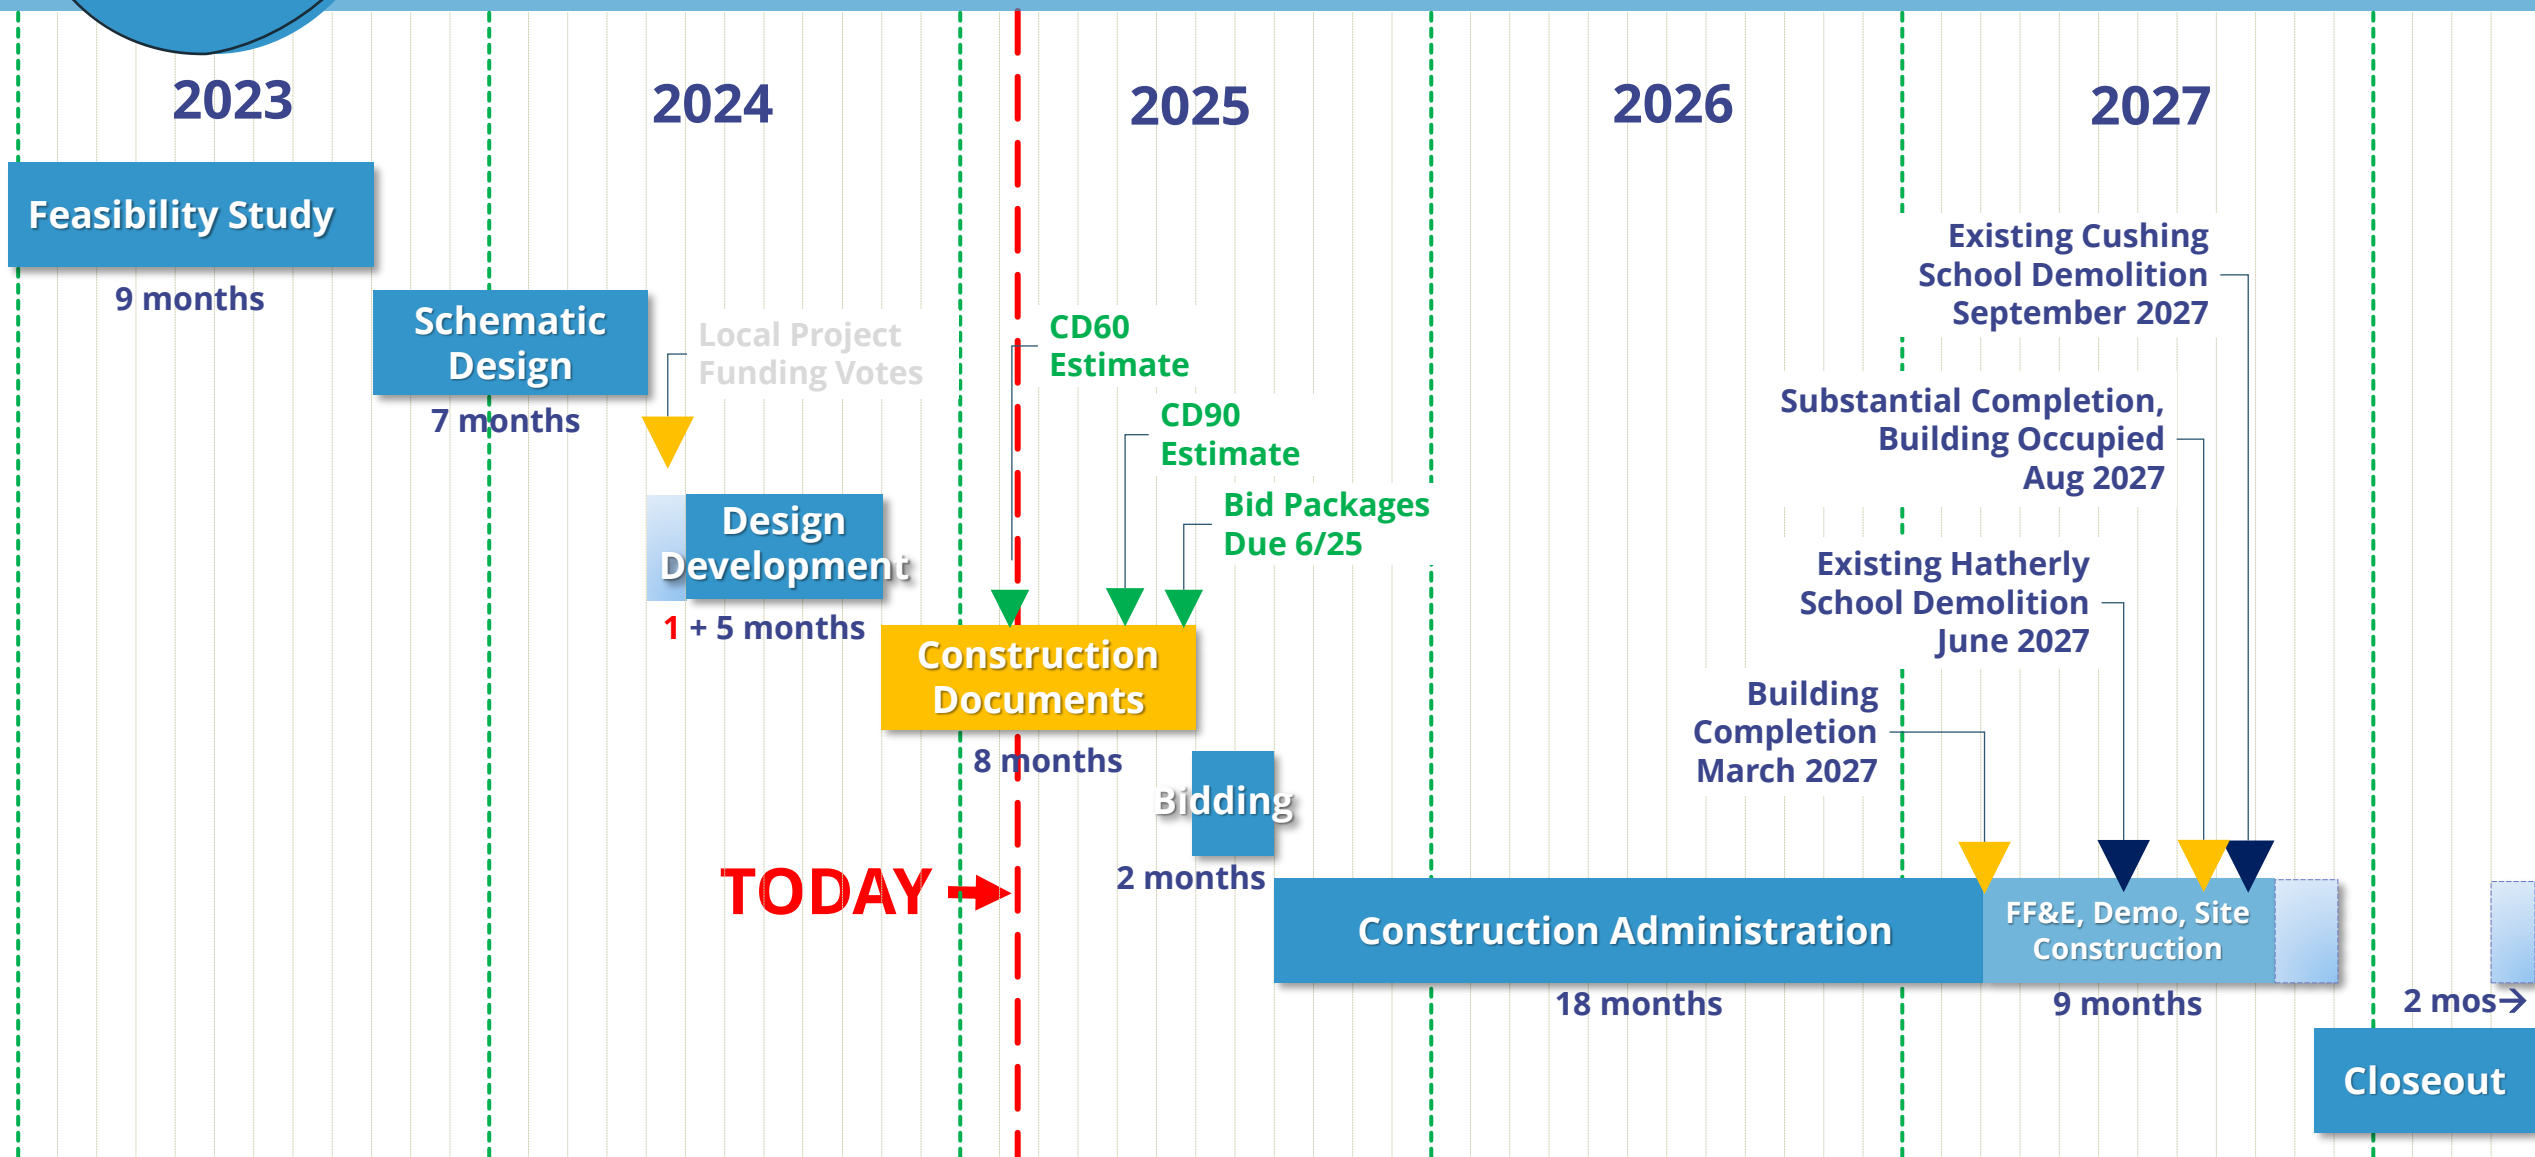 2023
2024
2025
2026
2027
Feasibility Study
9 months
Schematic
Design
7 months
Local Project
Funding Votes
Design
Development
1 + 5 months
CD60
Estimate
CD90
Estimate
Bid Packages
Due 6/25
Construction
Documents
8 months
Bidding
2 months
TODAY
Existing Cushing
School Demolition
September 2027
Substantial Completion,
Building Occupied
Aug 2027
Existing Hatherly
School Demolition
June 2027
Building
Completion
March 2027
Construction Administration
18 months
FF&E, Demo, Site
Construction
9 months
2 mos→
Closeout